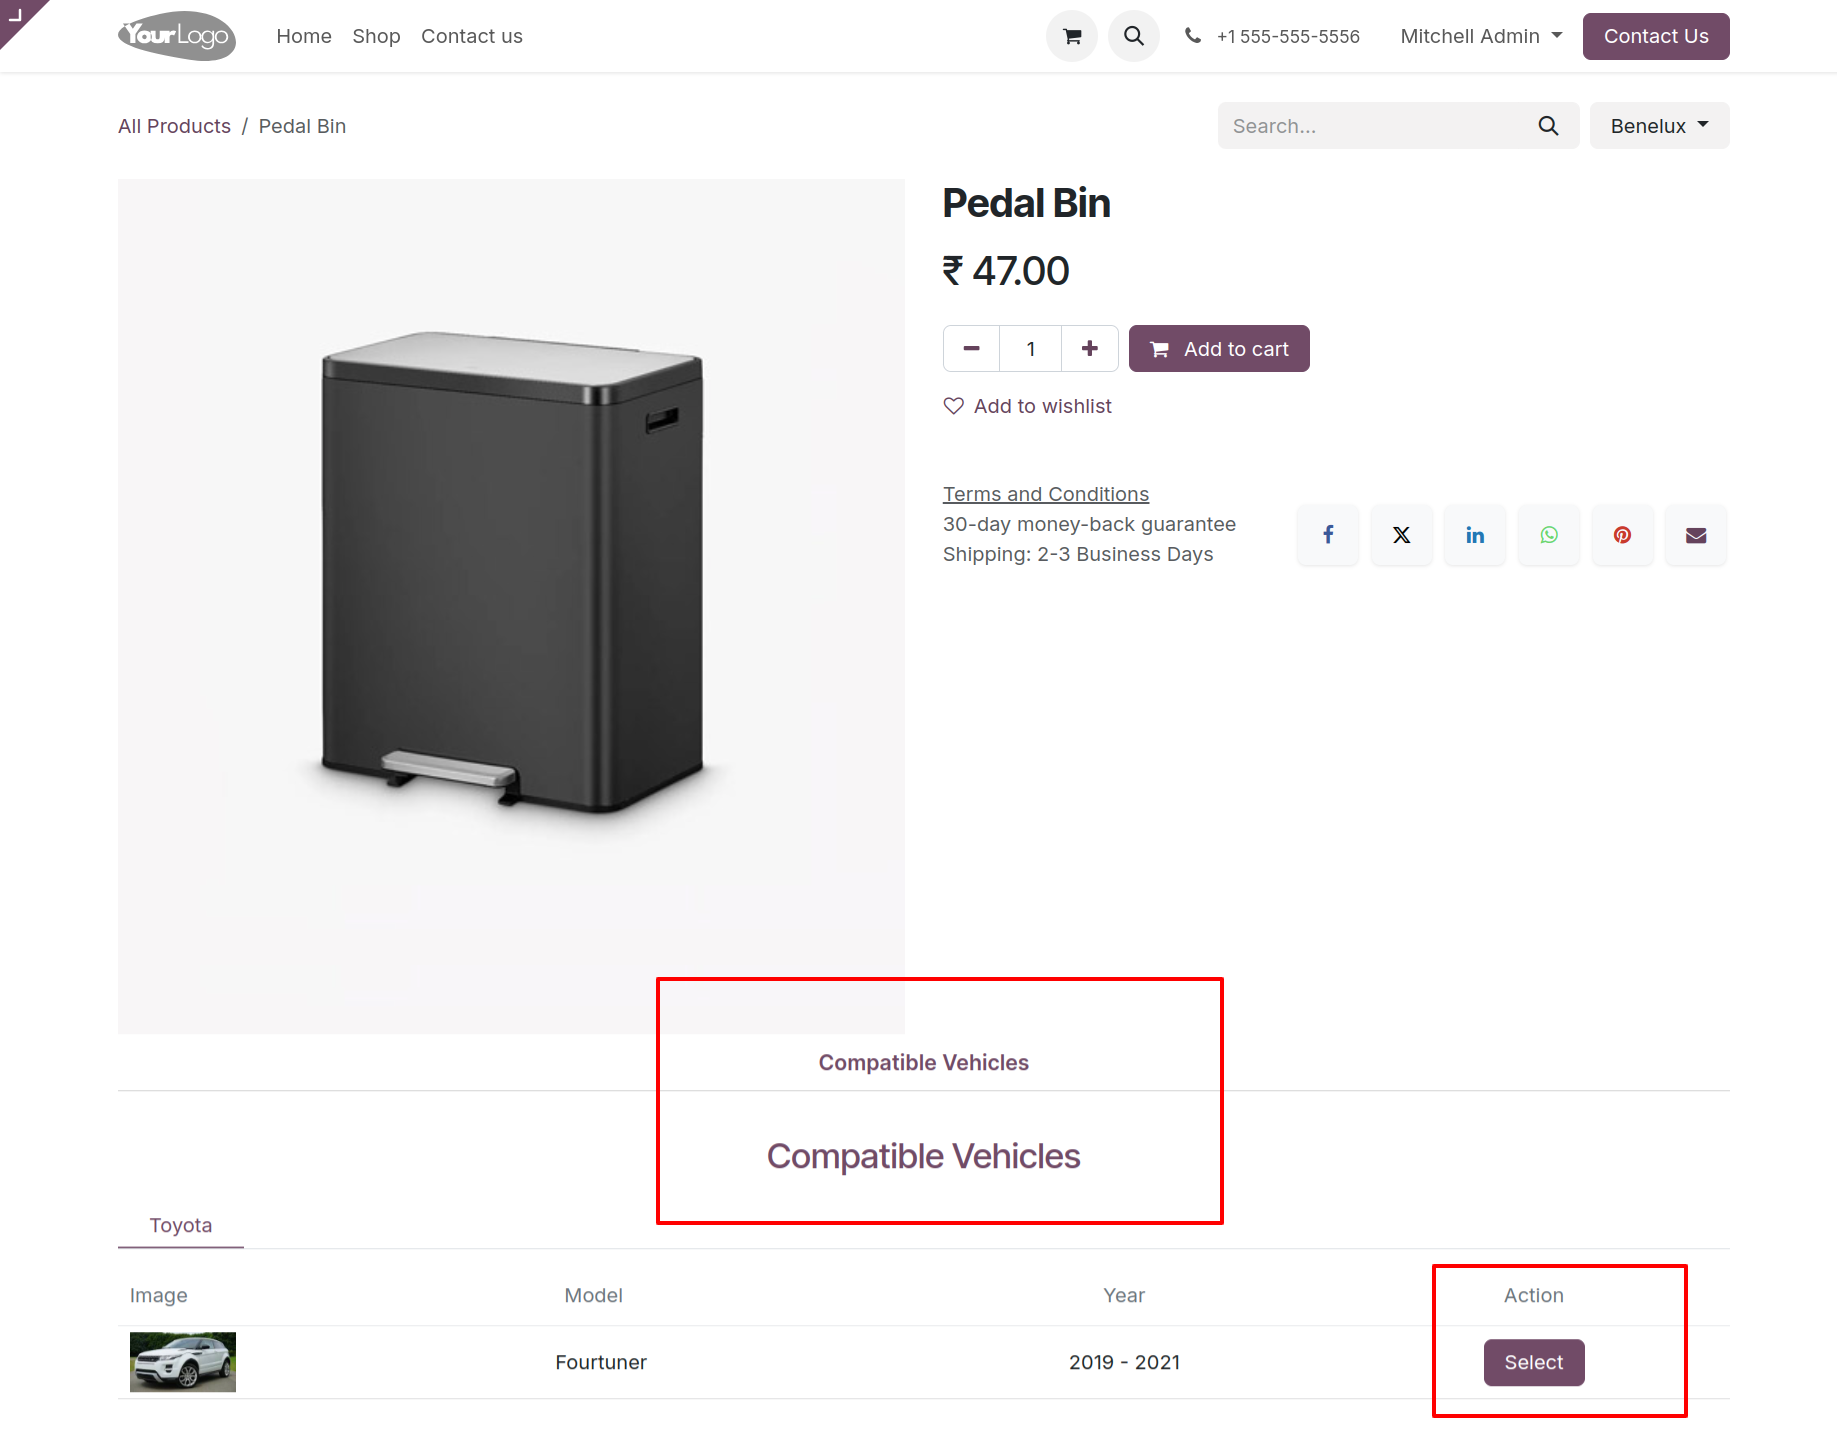 YourLogo Home Shop Contact us +1 555-555-5556 Mitchell Admin Contact Us
All Products / Pedal Bin Search... Benelux
Pedal Bin
₹ 47.00
1 Add to cart
Add to wishlist
Terms and Conditions
30-day money-back guarantee
Shipping: 2-3 Business Days
Compatible Vehicles
Compatible Vehicles
Toyota
Image Model Year Action
Fourtuner 2019 - 2021 Select